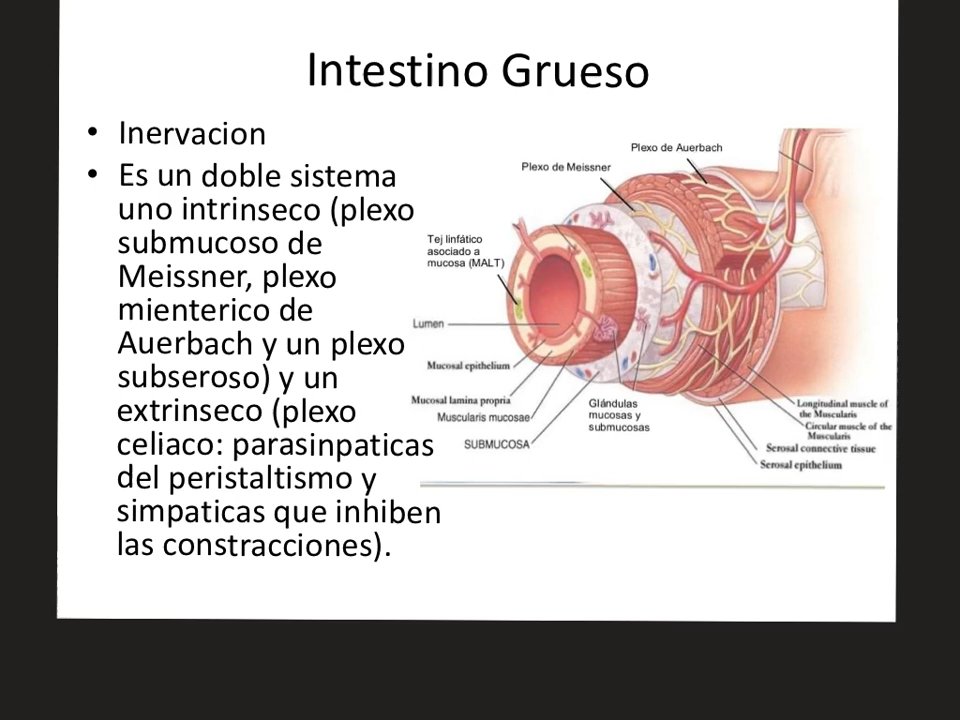 Intestino Grueso
• Inervacion
• Es un doble sistema
uno intrinseco (plexo
submucoso de
Meissner, plexo
mienterico de
Auerbach y un plexo
subseroso) y un
extrinseco (plexo
celiaco: parasinpaticas
del peristaltismo y
simpaticas que inhiben
las constracciones).
Plexo de Auerbach
Plexo de Meissner
Tej linfático
asociado a
mucosa (MALT)
Lumen
Mucosal epithelium
Mucosal lamina propria
Muscularis mucosae
SUBMUCOSA
Glándulas
mucosas y
submucosas
Longitudinal muscle of
the Muscularis
Circular muscle of the
Muscularis
Serosal connective tissue
Serosal epithelium